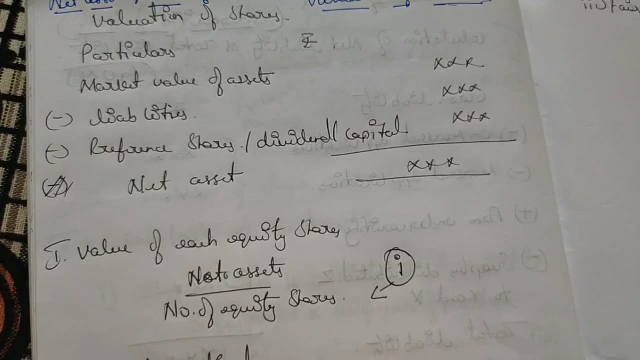 Valuation of Shares.
Particulars ₹
Market value of assets xxx
(-) Liabilities. xxx
(-) Preference Shares / dividend / capital xxx
Net asset xxx
I. Value of each equity Shares
Net assets
No. of equity Shares. i